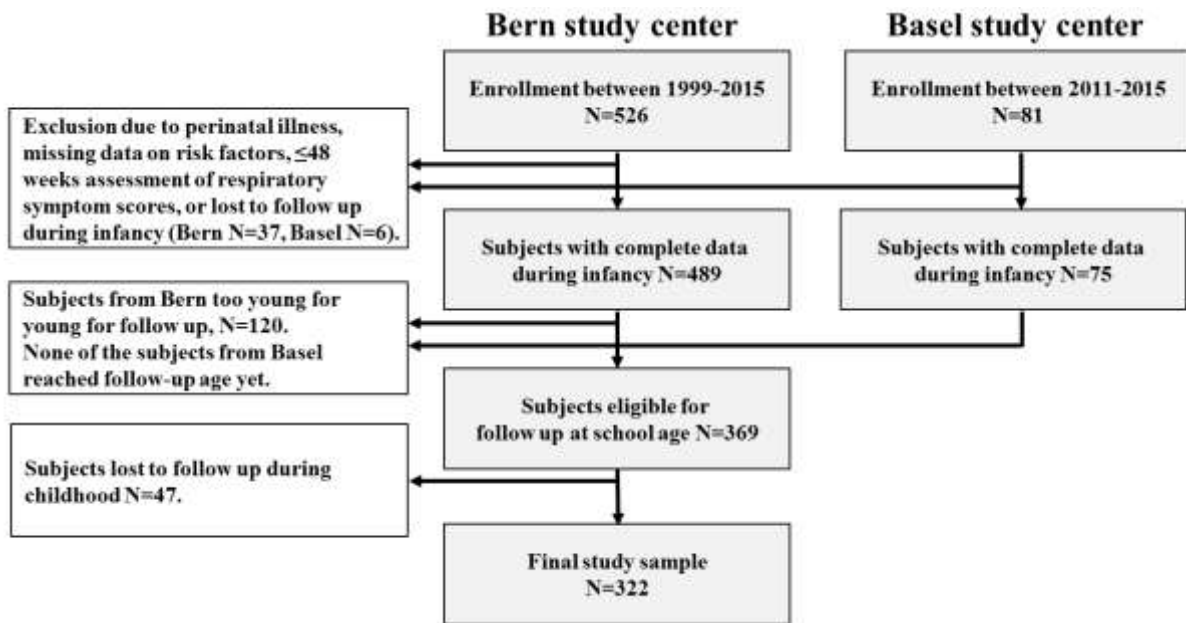 Bern study center
Basel study center
Enrollment between 1999-2015
N=526
Enrollment between 2011-2015
N=81
Exclusion due to perinatal illness,
missing data on risk factors, ≤48
weeks assessment of respiratory
symptom scores, or lost to follow up
during infancy (Bern N=37, Basel N=6).
Subjects with complete data
during infancy N=489
Subjects with complete data
during infancy N=75
Subjects from Bern too young for
young for follow up, N=120.
None of the subjects from Basel
reached follow-up age yet.
Subjects eligible for
follow up at school age N=369
Subjects lost to follow up during
childhood N=47.
Final study sample
N=322